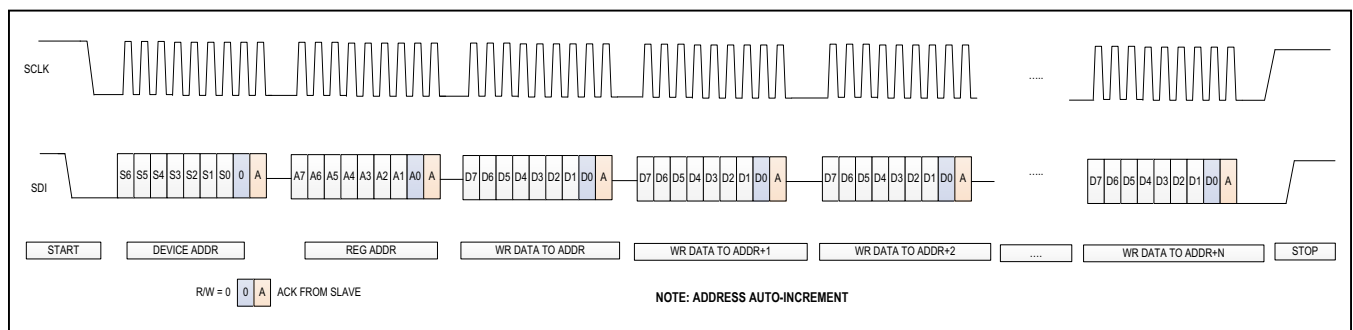 SCLK
.....
SDI
S6 S5 S4 S3 S2 S1 S0 0 A
A7 A6 A5 A4 A3 A2 A1 A0 A
D7 D6 D5 D4 D3 D2 D1 D0 A
D7 D6 D5 D4 D3 D2 D1 D0 A
D7 D6 D5 D4 D3 D2 D1 D0 A
.....
D7 D6 D5 D4 D3 D2 D1 D0 A
START
DEVICE ADDR
REG ADDR
WR DATA TO ADDR
WR DATA TO ADDR+1
WR DATA TO ADDR+2
....
WR DATA TO ADDR+N
STOP
R/W = 0 0 A ACK FROM SLAVE
NOTE: ADDRESS AUTO-INCREMENT